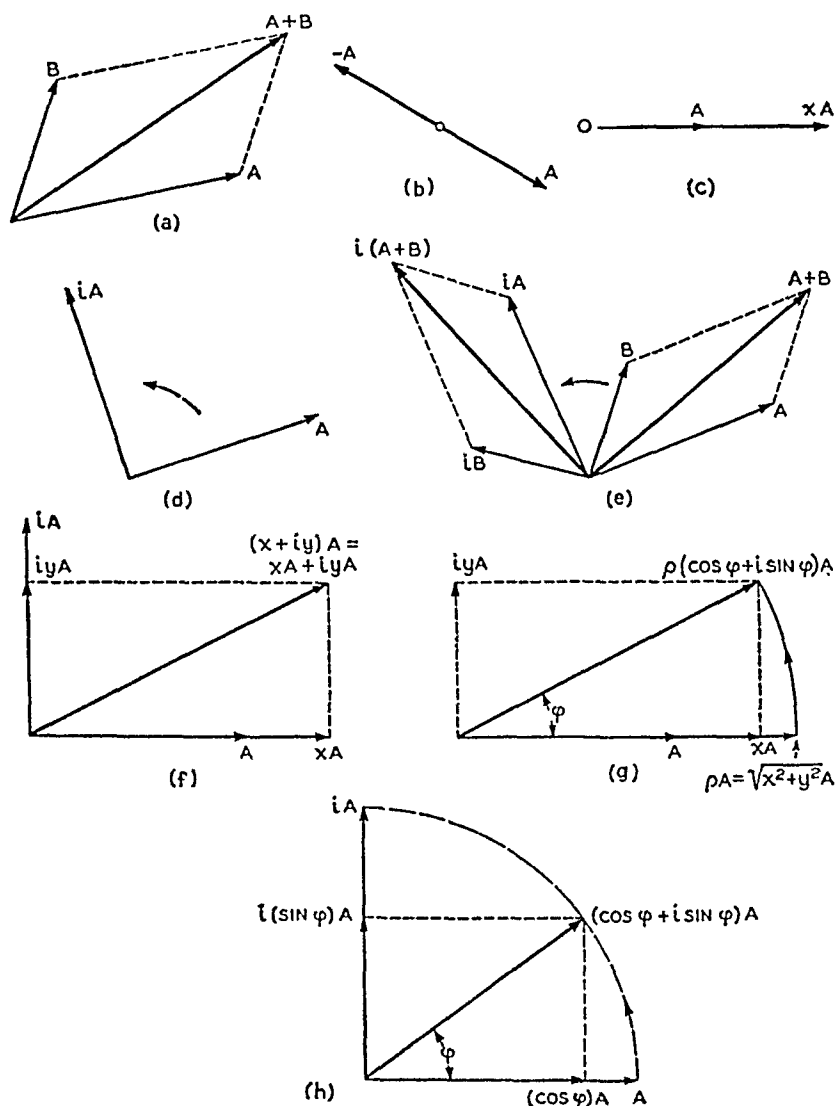 A+B
B
A
(a)
-A
A
(b)
O
A
xA
(c)
iA
A
(d)
i(A+B)
iA
iB
B
A+B
A
(e)
iA
iyA
(x+iy)A=
xA+iyA
A
xA
(f)
iyA
ρ(cos φ+i sin φ)A
φ
A
xA
ρA=√x²+y²A
(g)
iA
i(sin φ)A
(cos φ+i sin φ)A
φ
(cos φ)A
A
(h)